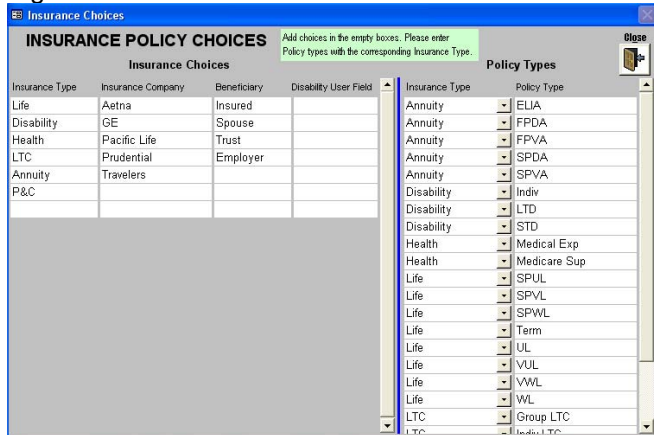 Insurance Choices
INSURANCE POLICY CHOICES
Add choices in the empty boxes. Please enter
Policy types with the corresponding Insurance Type.
Close
Insurance Choices
Insurance Type Insurance Company Beneficiary Disability User Field
Life Aetna Insured
Disability GE Spouse
Health Pacific Life Trust
LTC Prudential Employer
Annuity Travelers
P&C
Policy Types
Insurance Type Policy Type
Annuity ELIA
Annuity FPDA
Annuity FPVA
Annuity SPDA
Annuity SPVA
Disability Indiv
Disability LTD
Disability STD
Health Medical Exp
Health Medicare Sup
Life SPUL
Life SPVL
Life SPWL
Life Term
Life UL
Life VUL
Life VWL
Life WL
LTC Group LTC
LTC Indiv LTC